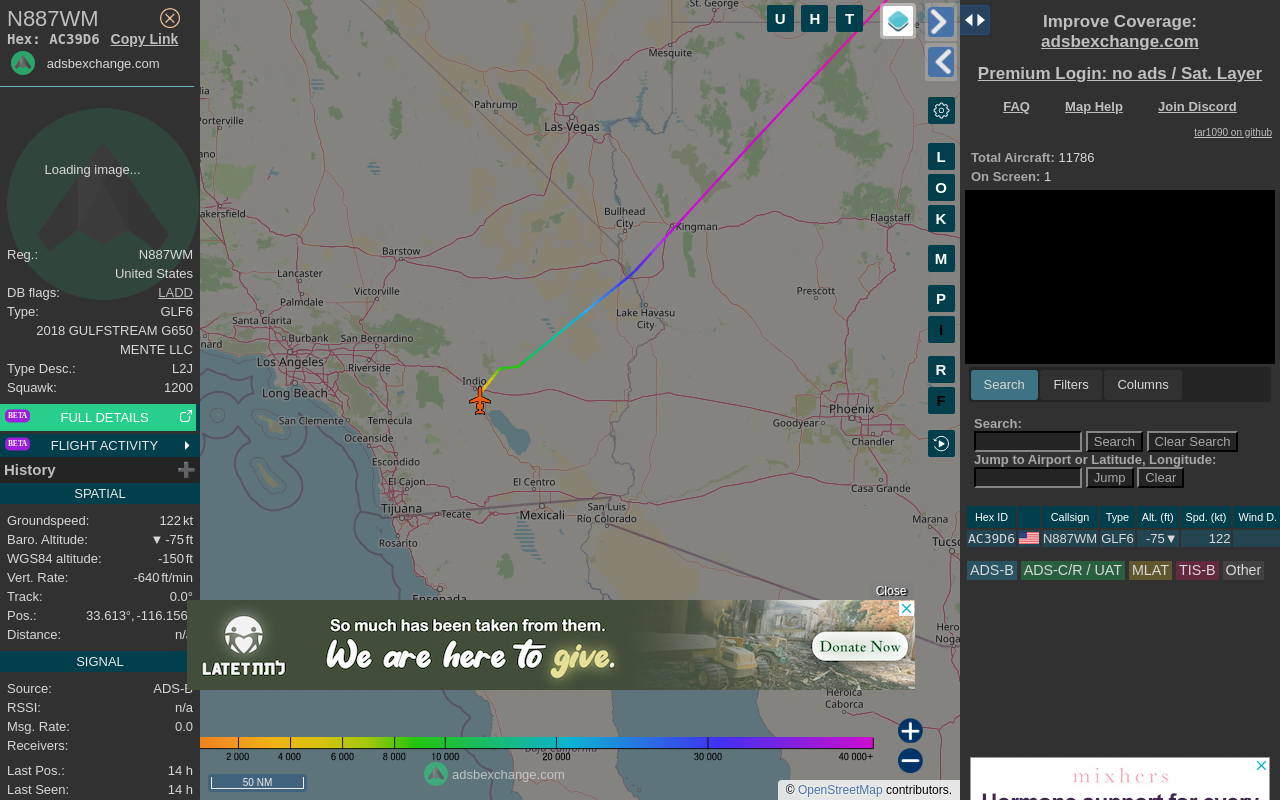 N887WM
Hex: AC39D6 Copy Link
adsbexchange.com
Loading image...
Reg.: N887WM
United States
DB flags: LADD
Type: GLF6
2018 GULFSTREAM G650
MENTE LLC
Type Desc.: L2J
Squawk: 1200
BETA FULL DETAILS
BETA FLIGHT ACTIVITY
History
SPATIAL
Groundspeed: 122 kt
Baro. Altitude: ▼ -75 ft
WGS84 altitude: -150 ft
Vert. Rate: -640 ft/min
Track: 0.0°
Pos.: 33.613°, -116.156
Distance: n/
SIGNAL
Source: ADS-B
RSSI: n/a
Msg. Rate: 0.0
Receivers:
Last Pos.: 14 h
Last Seen: 14 h
U H T
L
O
K
M
P
I
R
F
St. George
Mesquite
Pahrump
Las Vegas
Porterville
Bakersfield
Bullhead City
Kingman
Flagstaff
Barstow
Lancaster
Victorville
Palmdale
Prescott
Lake Havasu City
Santa Clarita
Burbank
San Bernardino
Los Angeles
Riverside
Indio
Long Beach
Phoenix
San Clemente
Temecula
Goodyear
Oceanside
Chandler
Escondido
El Cajon
El Centro
Casa Grande
Tijuana
Tecate
Mexicali
San Luis Río Colorado
Marana
Rosarito
Ensenada
Heroica Caborca
Baja California
Close
So much has been taken from them.
We are here to give.
LATET לתת
Donate Now
2 000 4 000 6 000 8 000 10 000 20 000 30 000 40 000+
adsbexchange.com
50 NM
© OpenStreetMap contributors.
Improve Coverage:
adsbexchange.com
Premium Login: no ads / Sat. Layer
FAQ Map Help Join Discord
tar1090 on github
Total Aircraft: 11786
On Screen: 1
Search Filters Columns
Search:
Search Clear Search
Jump to Airport or Latitude, Longitude:
Jump Clear
Hex ID Callsign Type Alt. (ft) Spd. (kt) Wind D.
AC39D6 N887WM GLF6 -75▼ 122
ADS-B ADS-C/R / UAT MLAT TIS-B Other
mixhers
Hormone support for every